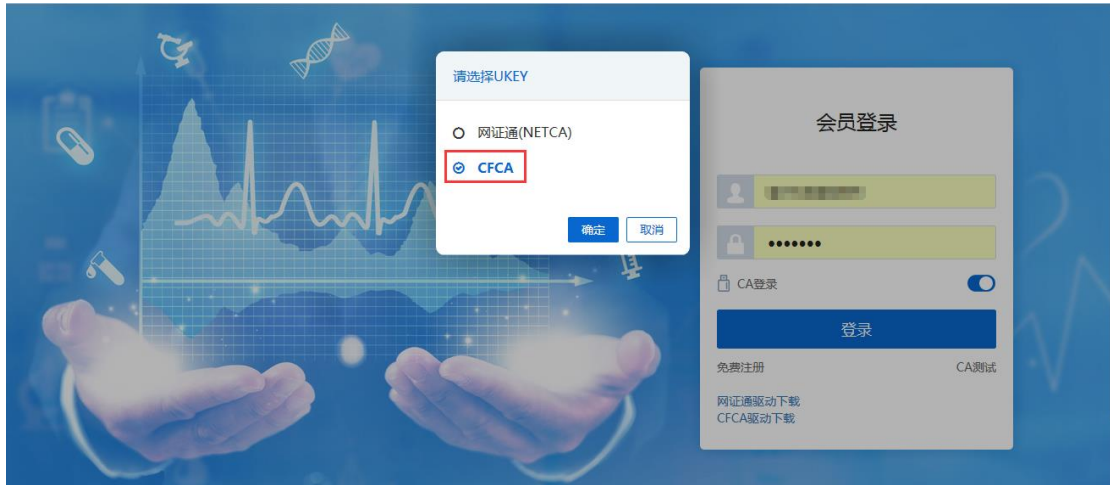 请选择UKEY
网证通(NETCA)
CFCA
确定
取消
会员登录
CA登录
登录
免费注册
CA测试
网证通驱动下载
CFCA驱动下载